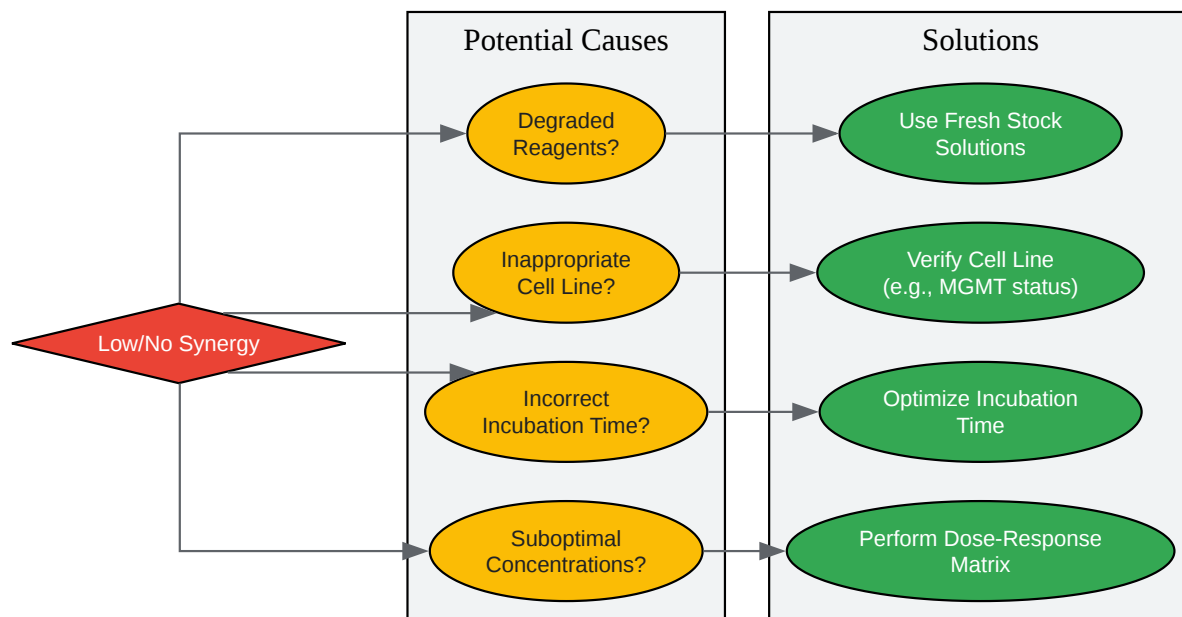 Potential Causes
Solutions
Degraded
Reagents?
Use Fresh Stock
Solutions
Inappropriate
Cell Line?
Verify Cell Line
(e.g., MGMT status)
Low/No Synergy
Incorrect
Incubation Time?
Optimize Incubation
Time
Suboptimal
Concentrations?
Perform Dose-Response
Matrix